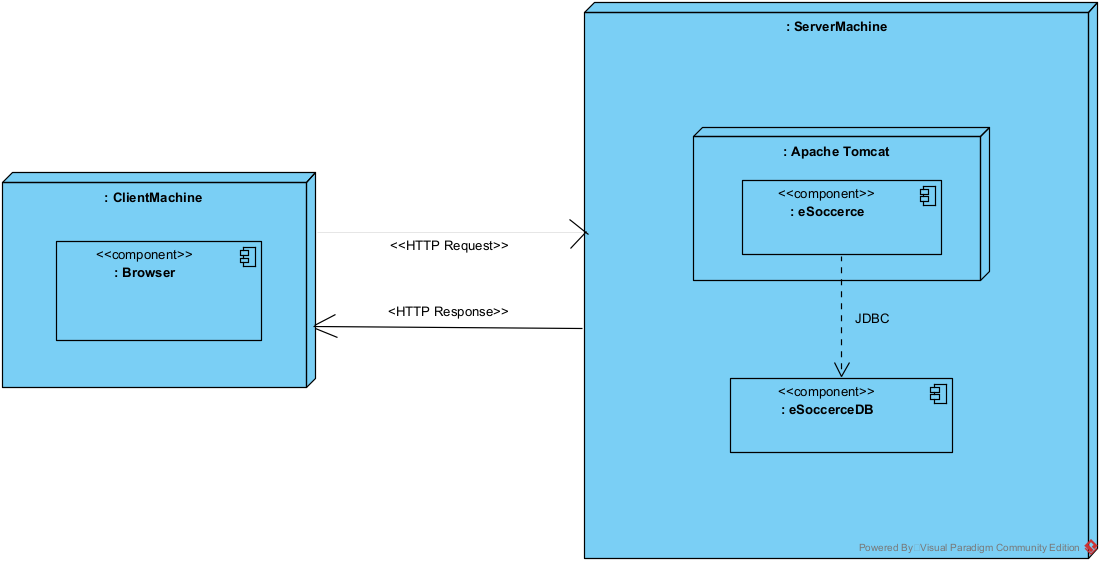 : ServerMachine
: Apache Tomcat
<<component>>
: eSoccerce
: ClientMachine
<<component>>
: Browser
<<HTTP Request>>
<HTTP Response>>
JDBC
<<component>>
: eSoccerceDB
Powered By Visual Paradigm Community Edition